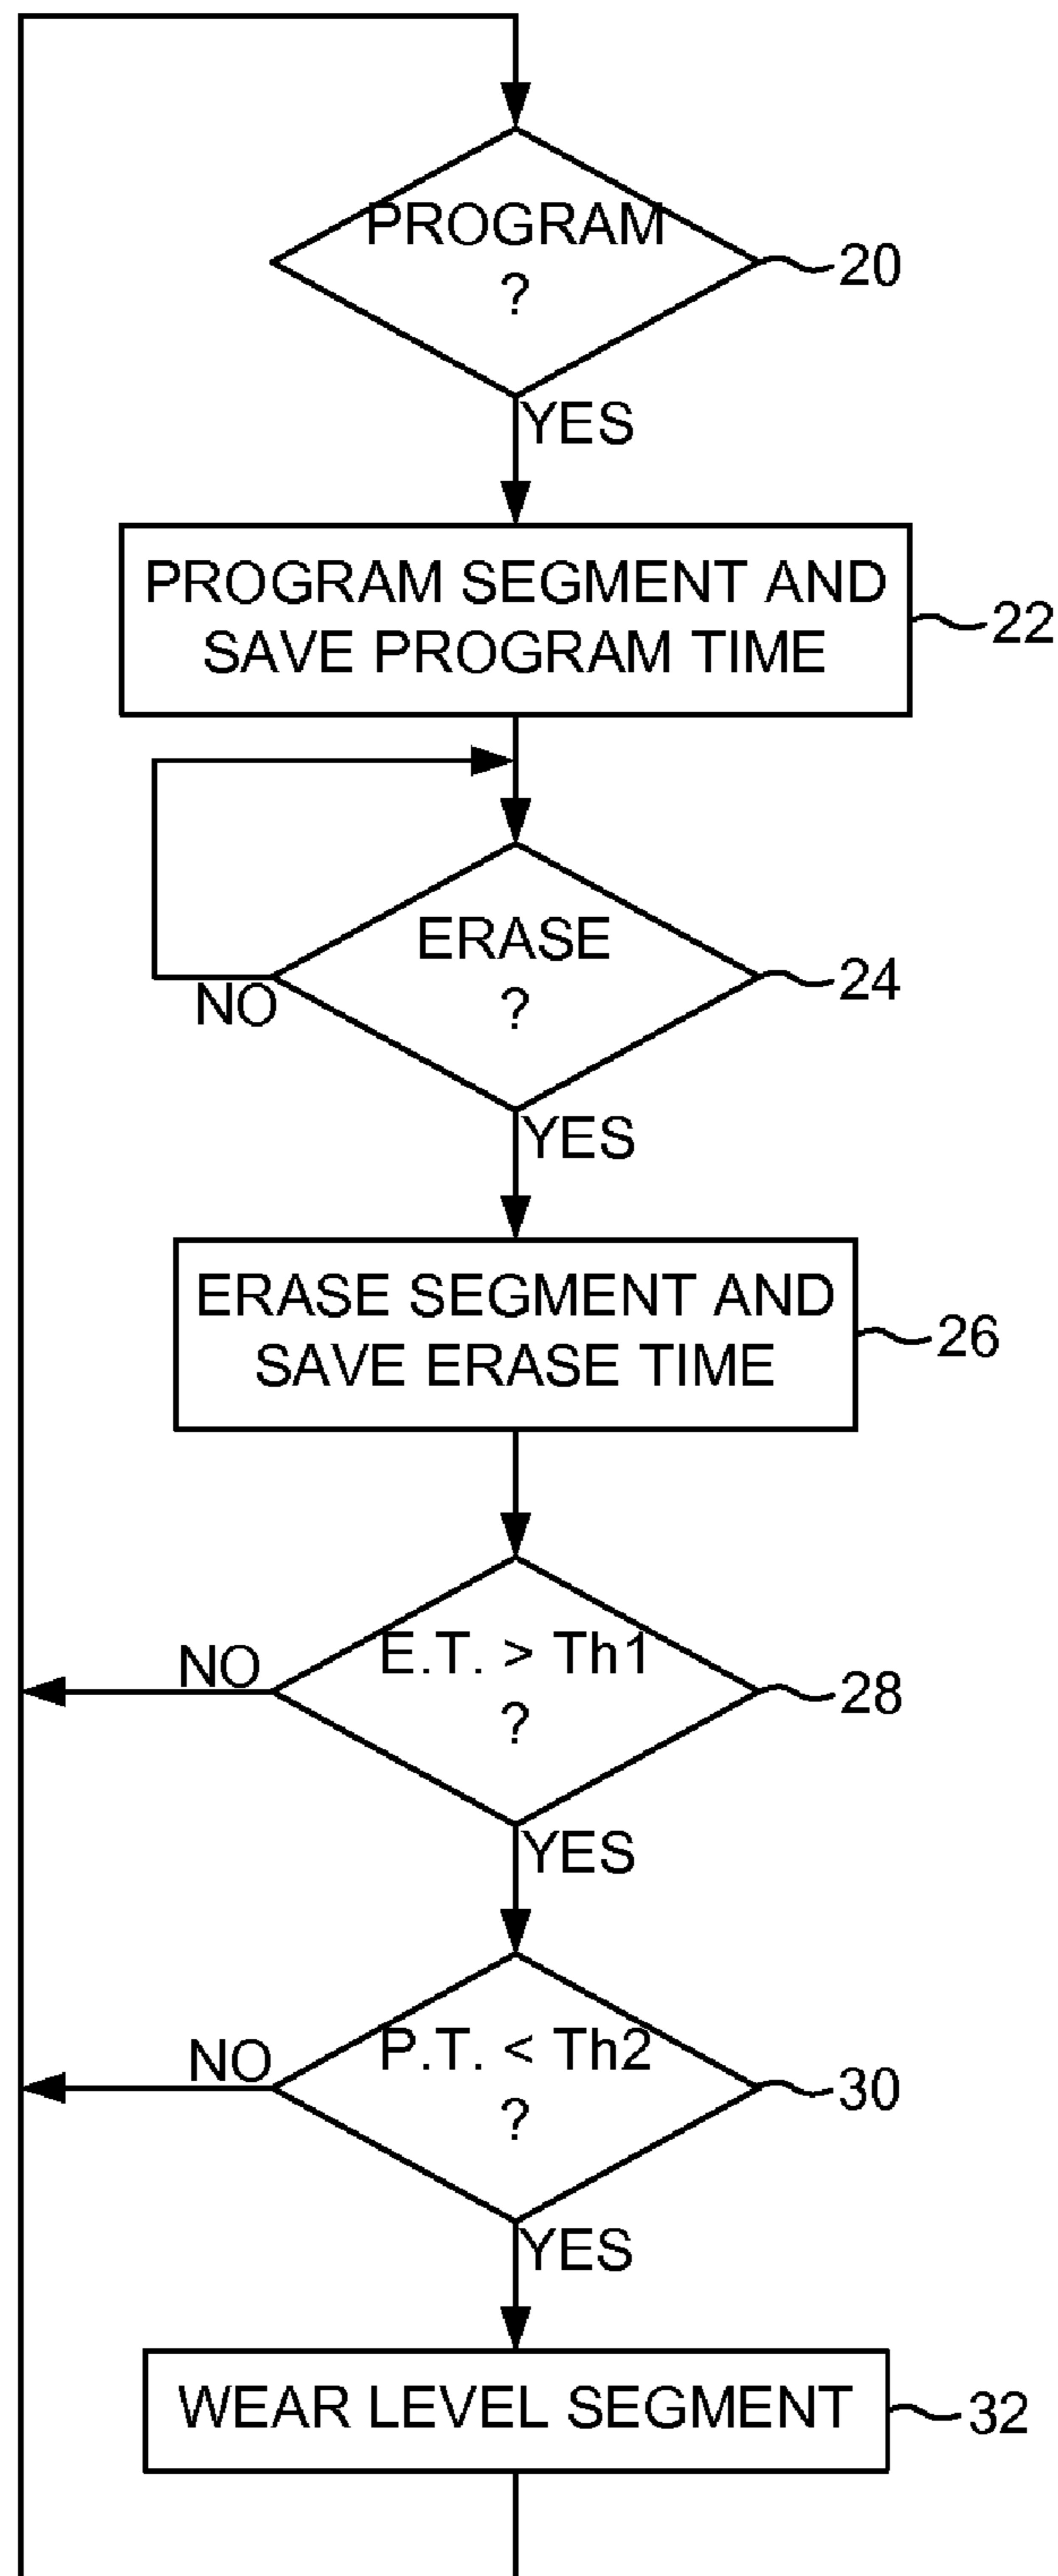 PROGRAM
?
20
YES
PROGRAM SEGMENT AND
SAVE PROGRAM TIME
22
ERASE
?
24
NO
YES
ERASE SEGMENT AND
SAVE ERASE TIME
26
E.T. > Th1
?
28
NO
YES
P.T. < Th2
?
30
NO
YES
WEAR LEVEL SEGMENT
32